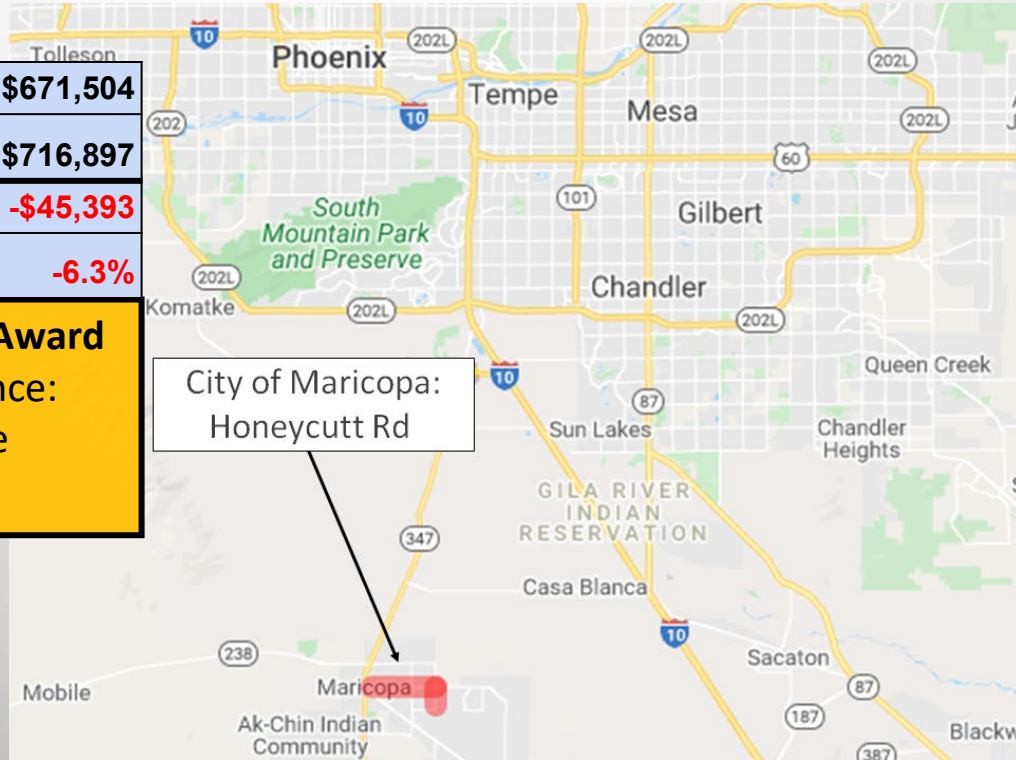 $671,504
$716,897
-$45,393
-6.3%
Award
City of Maricopa:
Honeycutt Rd
Tolleson
10
Phoenix
202L
202L
202L
Tempe
Mesa
10
202
202L
60
101
South
Mountain Park
and Preserve
Gilbert
202L
Chandler
Komatke
202L
202L
10
Queen Creek
87
Sun Lakes
Chandler
Heights
GILA RIVER
INDIAN
RESERVATION
347
Casa Blanca
10
238
Sacaton
Mobile
Maricopa
87
187
Ak-Chin Indian
Community
387